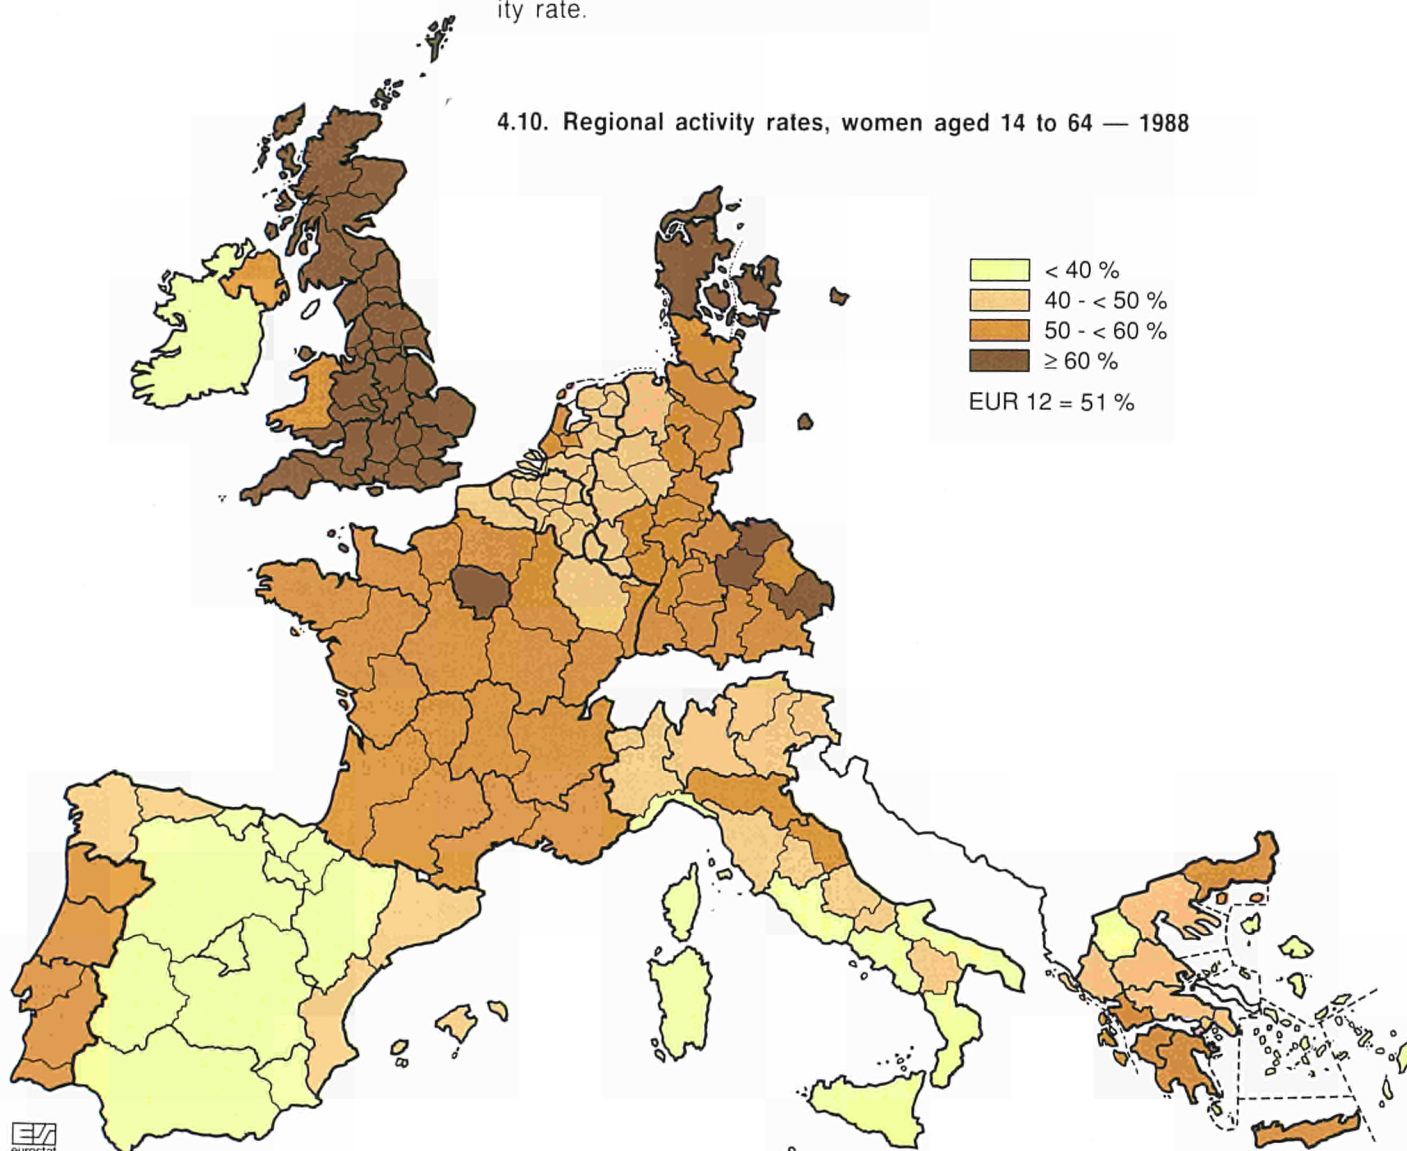 ity rate.
4.10. Regional activity rates, women aged 14 to 64 — 1988
< 40 %
40 - < 50 %
50 - < 60 %
≥ 60 %
EUR 12 = 51 %
eurostat